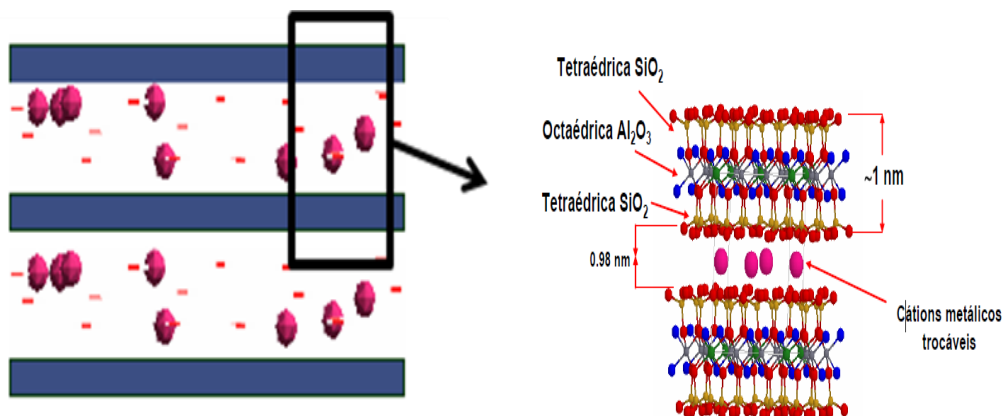 Tetraédrica SiO₂
Octaédrica Al₂O₃
~1 nm
Tetraédrica SiO₂
0.98 nm
Cátions metálicos
trocáveis